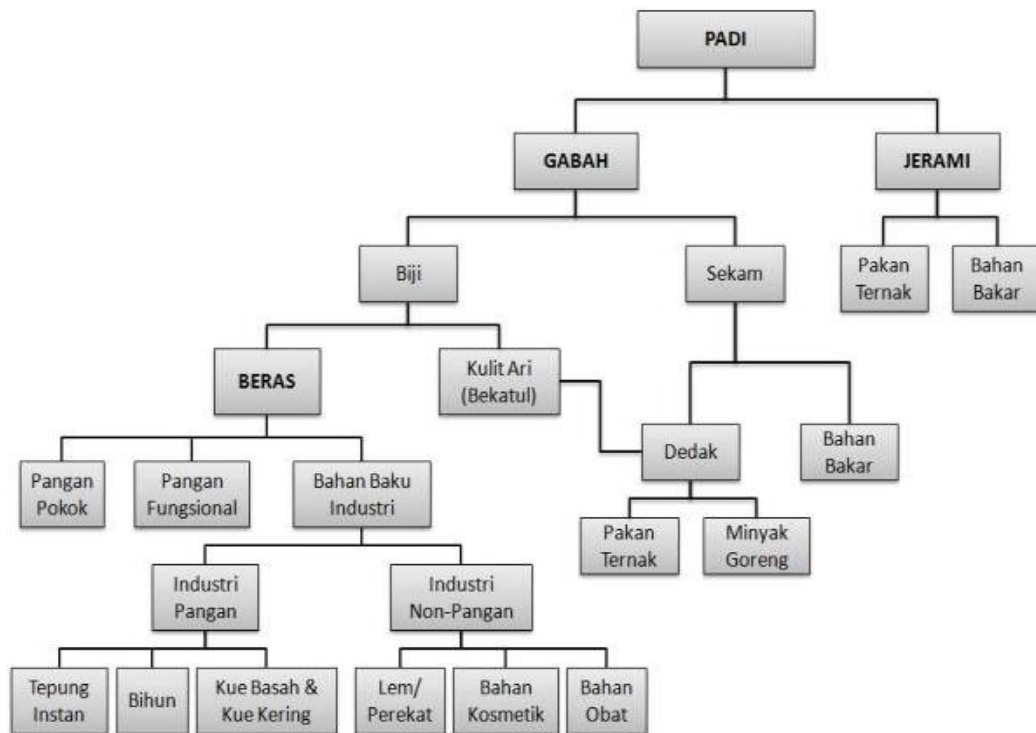 PADI
GABAH
JERAMI
Biji
Sekam
Pakan
Ternak
Bahan
Bakar
BERAS
Kulit Ari
(Bekatul)
Dedak
Bahan
Bakar
Pangan
Pokok
Pangan
Fungsional
Bahan Baku
Industri
Pakan
Ternak
Minyak
Goreng
Industri
Pangan
Industri
Non-Pangan
Tepung
Instan
Bihun
Kue Basah &
Kue Kering
Lem/
Perekat
Bahan
Kosmetik
Bahan
Obat